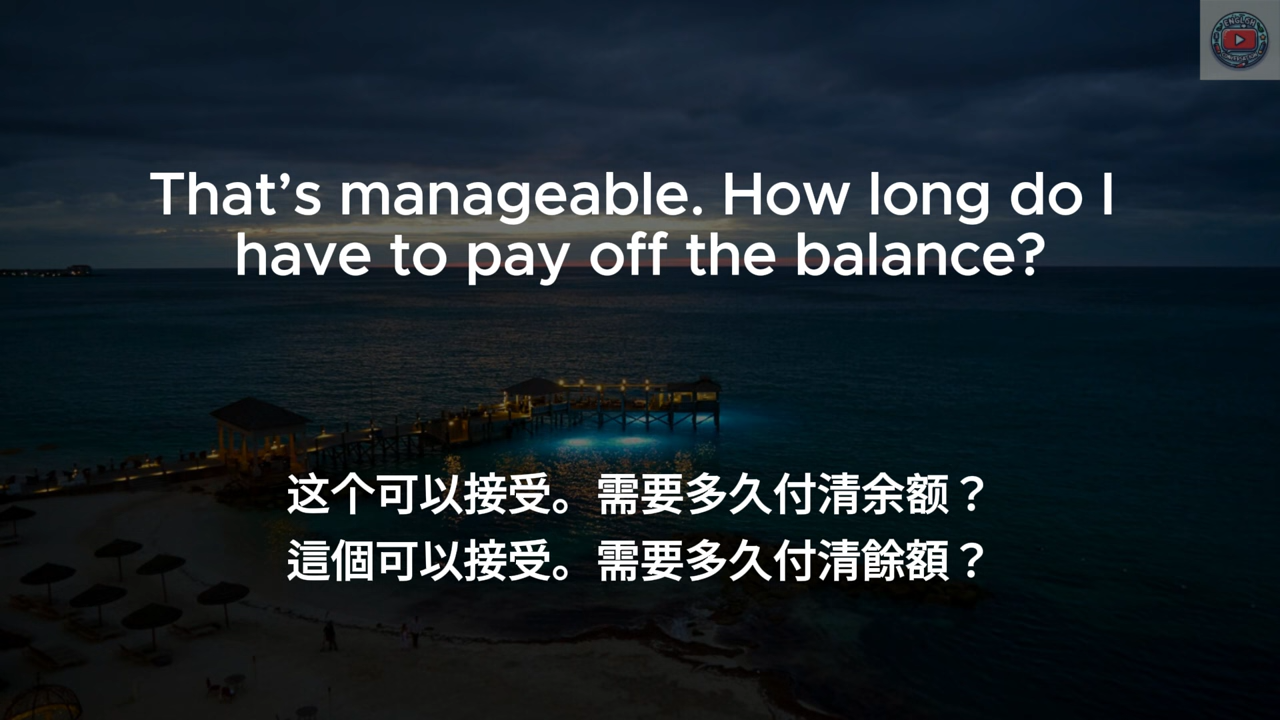 ENGLISH
That’s manageable. How long do I
have to pay off the balance?
这个可以接受。需要多久付清余额？
這個可以接受。需要多久付清餘額？